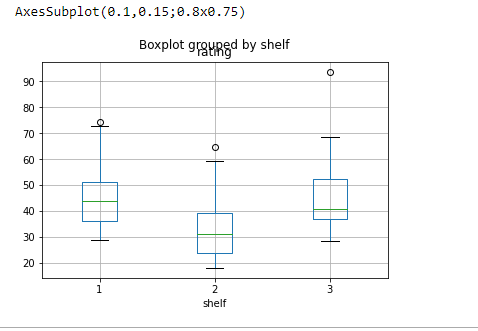 AxesSubplot(0.1,0.15;0.8x0.75)
Boxplot grouped by shelf
rating
90
80
70
60
50
40
30
20
1 2 3
shelf